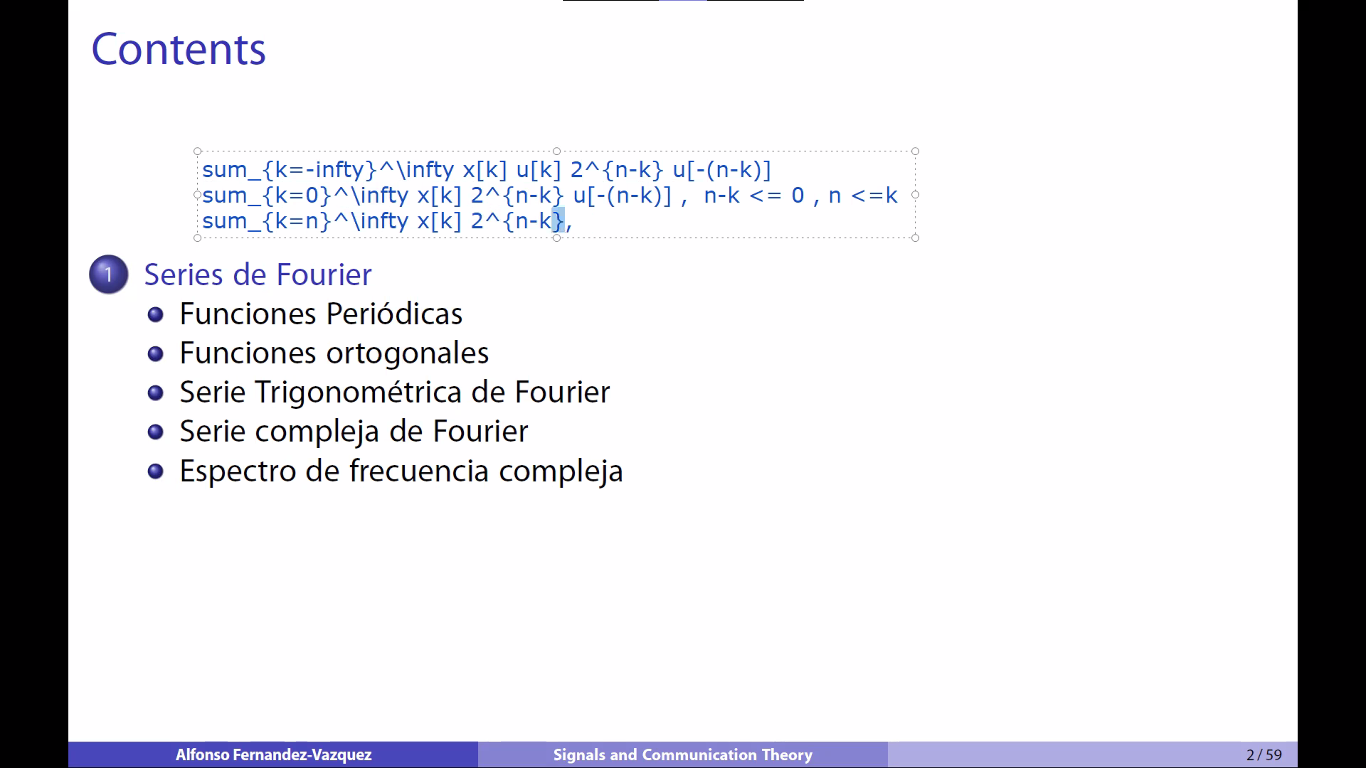 Contents
sum_{k=-infty}^\infty x[k] u[k] 2^{n-k} u[-(n-k)]
sum_{k=0}^\infty x[k] 2^{n-k} u[-(n-k)] ,  n-k <= 0 , n <=k
sum_{k=n}^\infty x[k] 2^{n-k},
1 Series de Fourier
Funciones Periódicas
Funciones ortogonales
Serie Trigonométrica de Fourier
Serie compleja de Fourier
Espectro de frecuencia compleja
Alfonso Fernandez-Vazquez Signals and Communication Theory 2 / 59